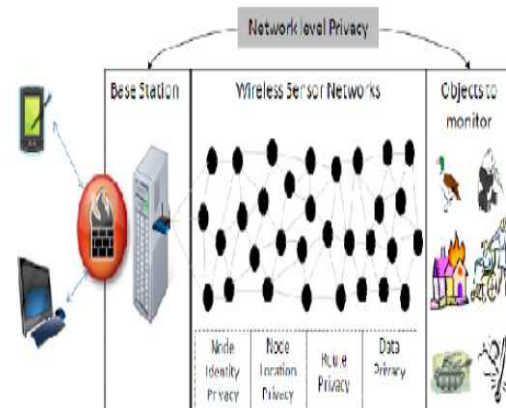 Network level Privacy
Base Station
Wireless Sensor Networks
Objects to
monitor
Node
Identity
Privacy
Node
Location
Privacy
Route
Privacy
Data
Privacy